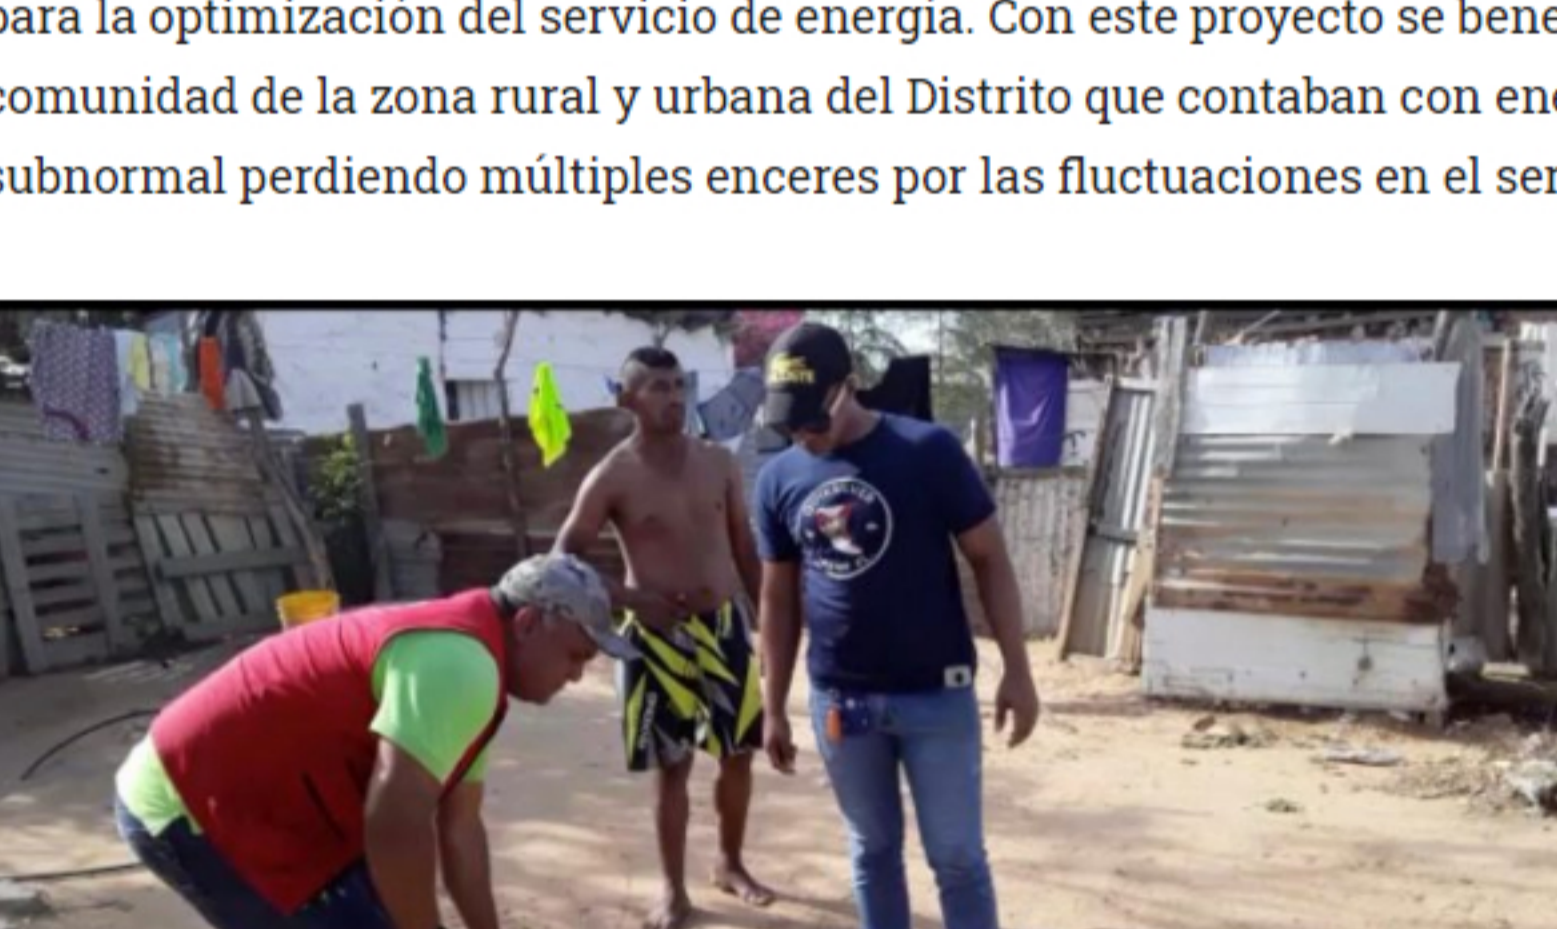 para la optimización del servicio de energía. Con este proyecto se bene
comunidad de la zona rural y urbana del Distrito que contaban con ene
subnormal perdiendo múltiples enceres por las fluctuaciones en el ser